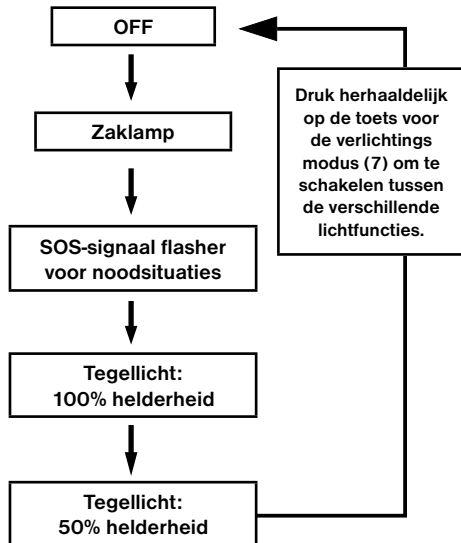 OFF
Zaklamp
SOS-signaal flasher
voor noodsituaties
Tegellicht:
100% helderheid
Tegellicht:
50% helderheid
Druk herhaaldelijk
op de toets voor
de verlichtings
modus (7) om te
schakelen tussen
de verschillende
lichtfuncties.